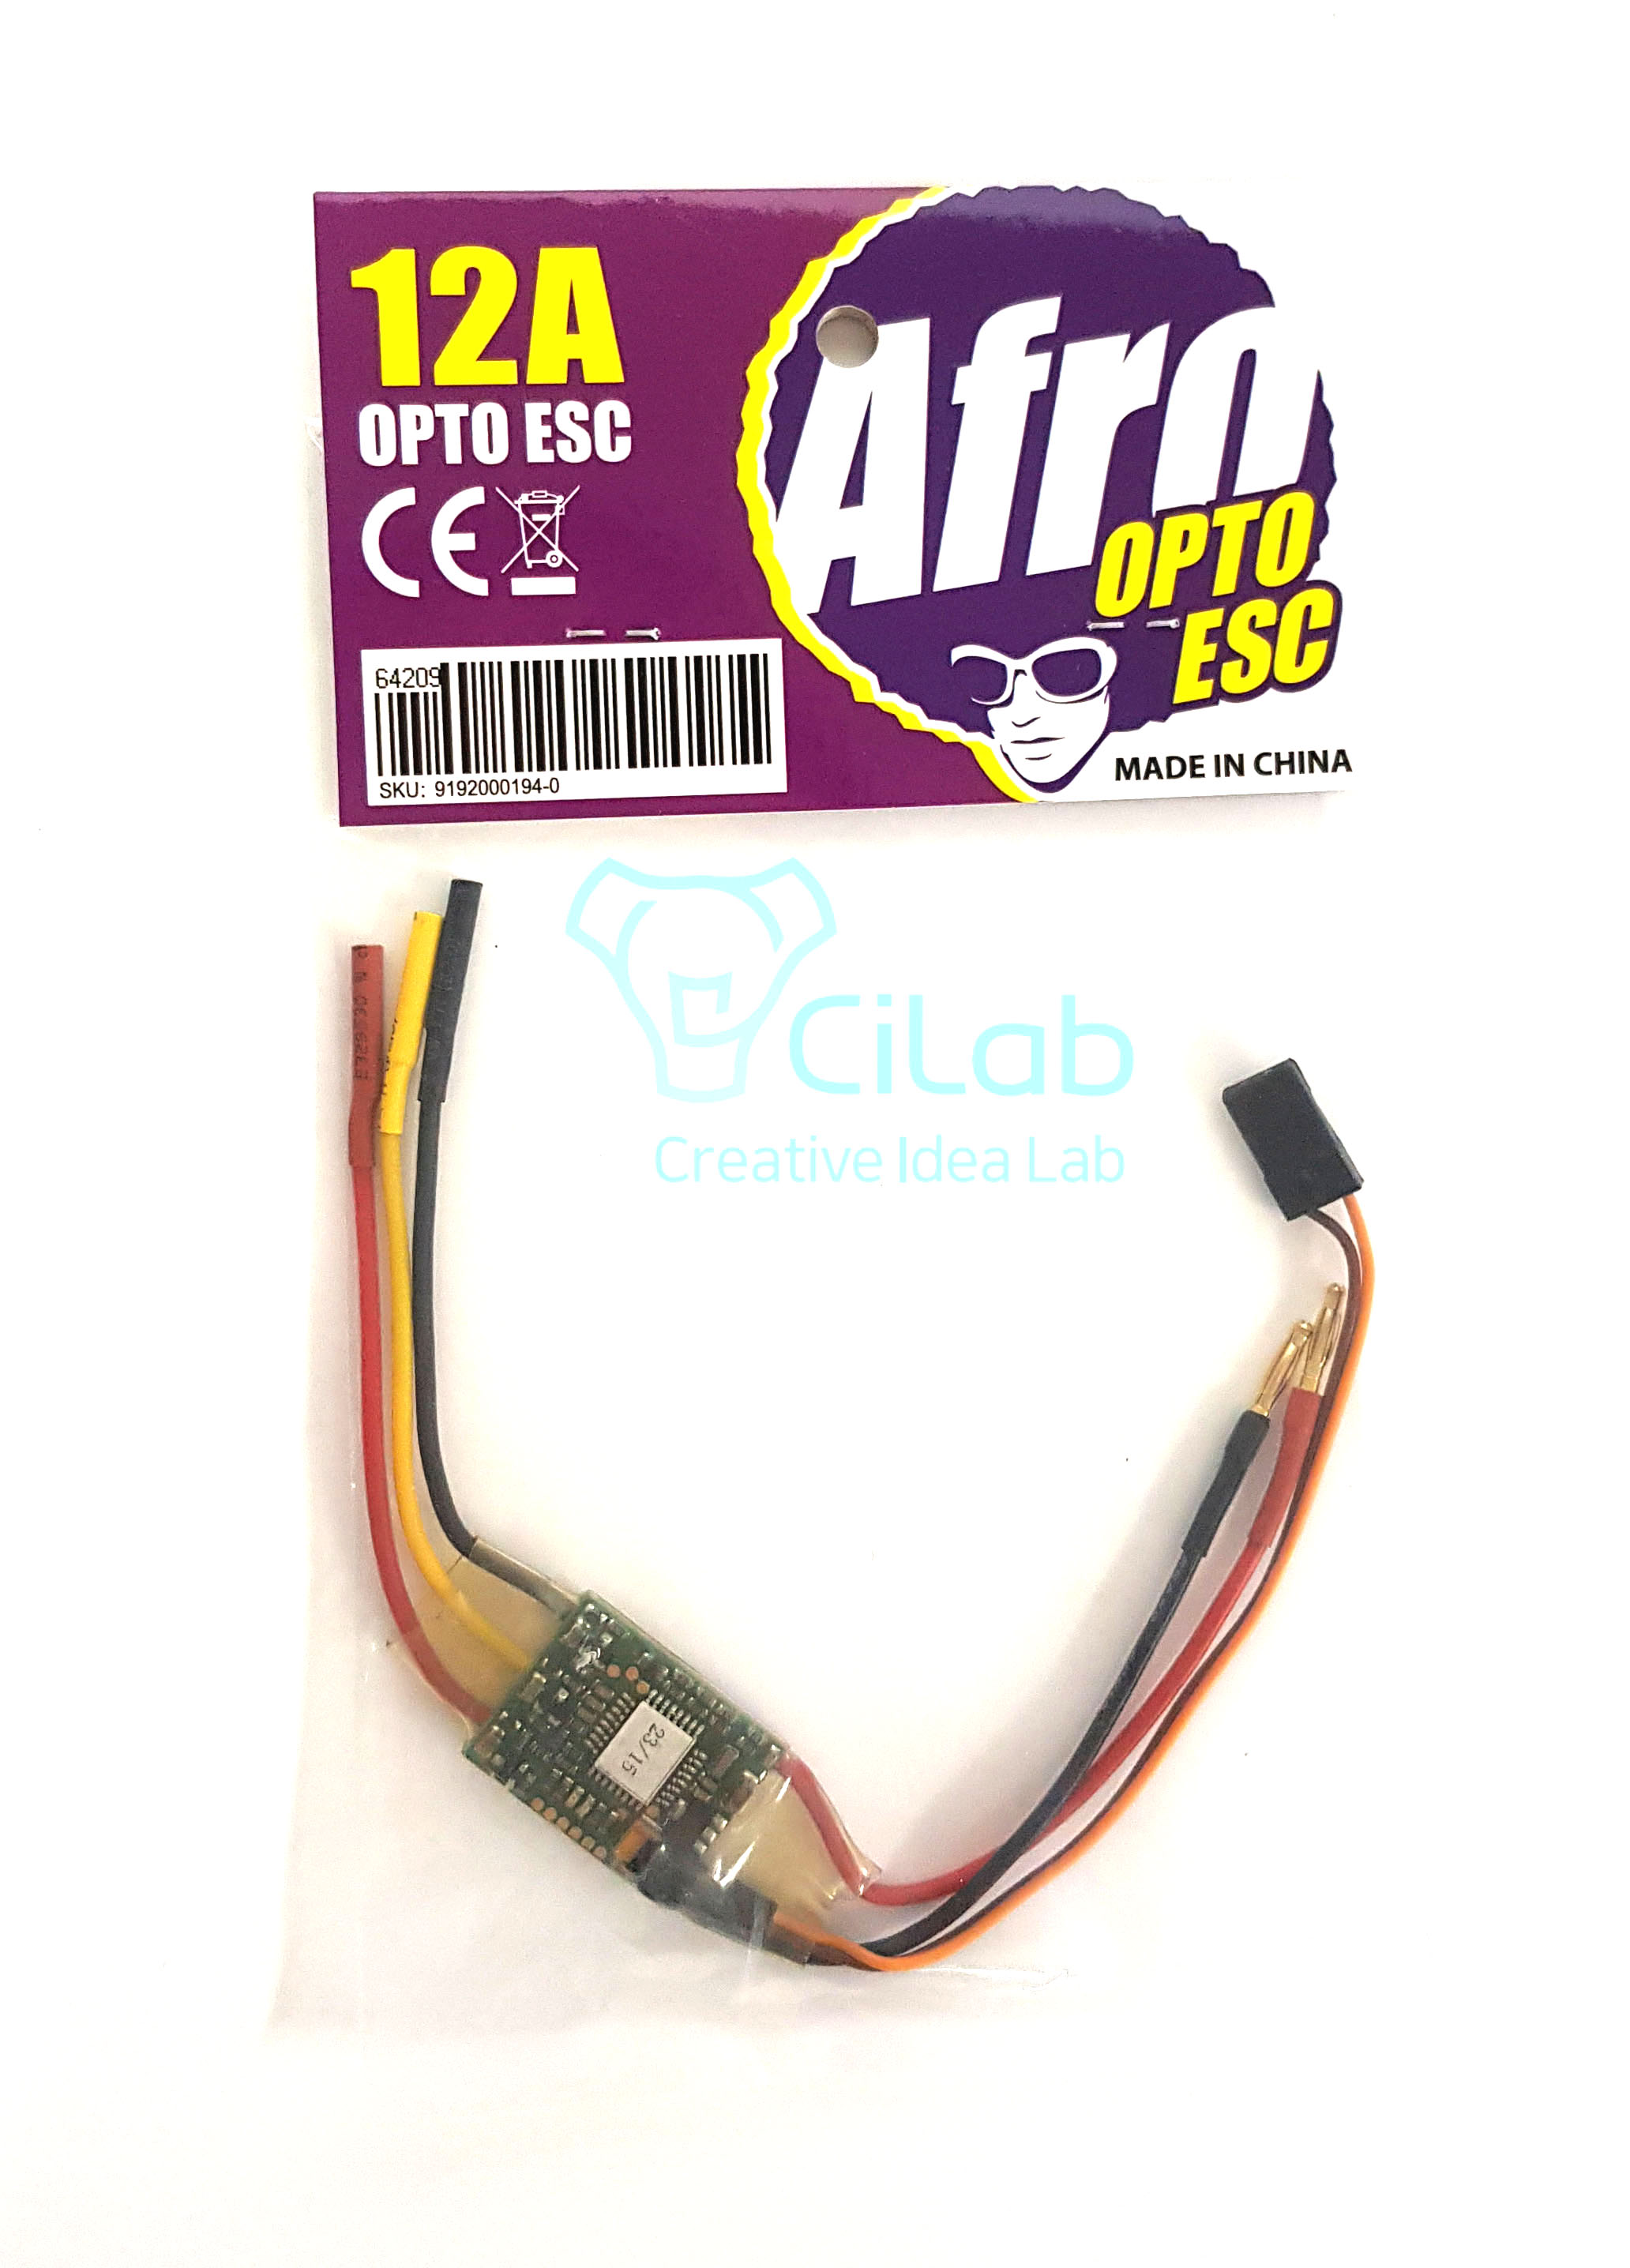 12A
OPTO ESC
CE
Afro
OPTO
ESC
64209
SKU: 9192000194-0
MADE IN CHINA
CiLab
Creative Idea Lab
23/15